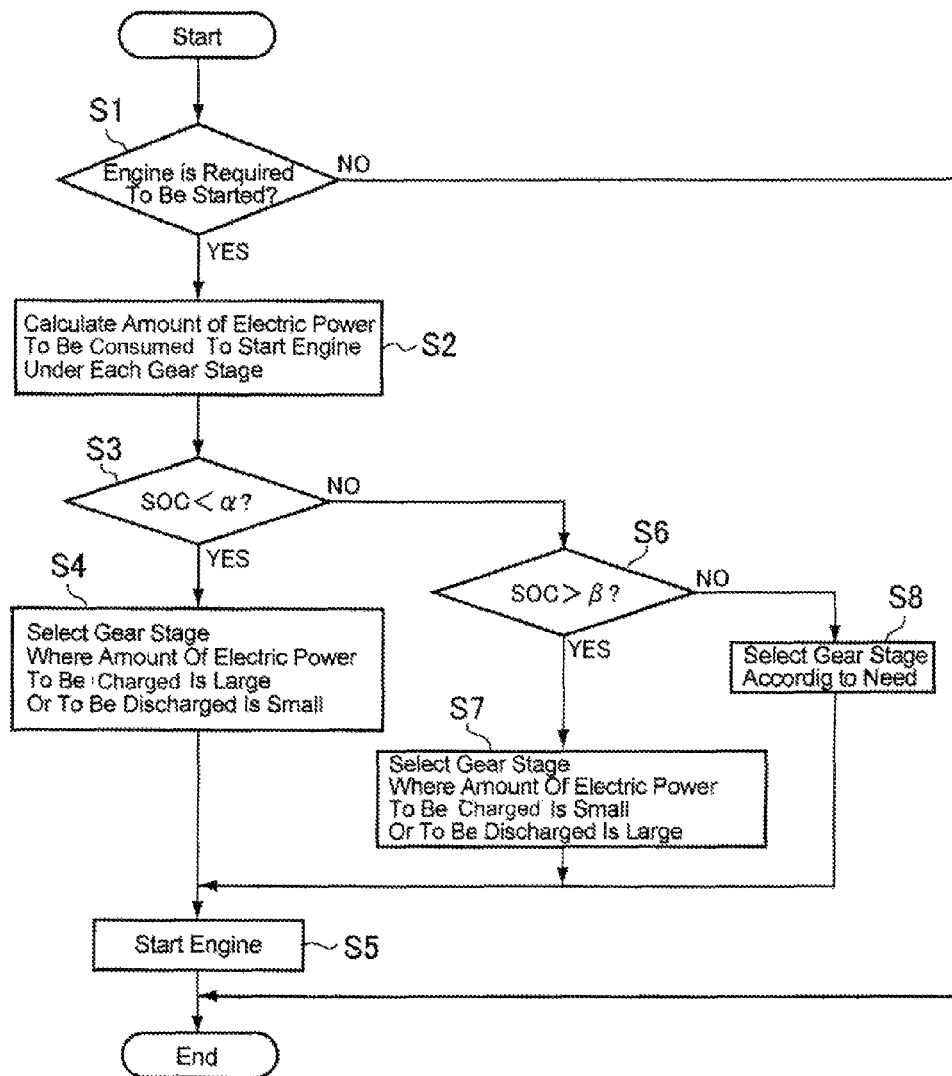 Start
S1
Engine is Required
To Be Started?
NO
YES
Calculate Amount of Electric Power
To Be Consumed To Start Engine
Under Each Gear Stage
S2
S3
SOC < α?
NO
YES
S4
Select Gear Stage
Where Amount Of Electric Power
To Be Charged Is Large
Or To Be Discharged Is Small
S6
SOC > β?
NO
YES
S8
Select Gear Stage
Accordig to Need
S7
Select Gear Stage
Where Amount Of Electric Power
To Be Charged Is Small
Or To Be Discharged Is Large
Start Engine
S5
End